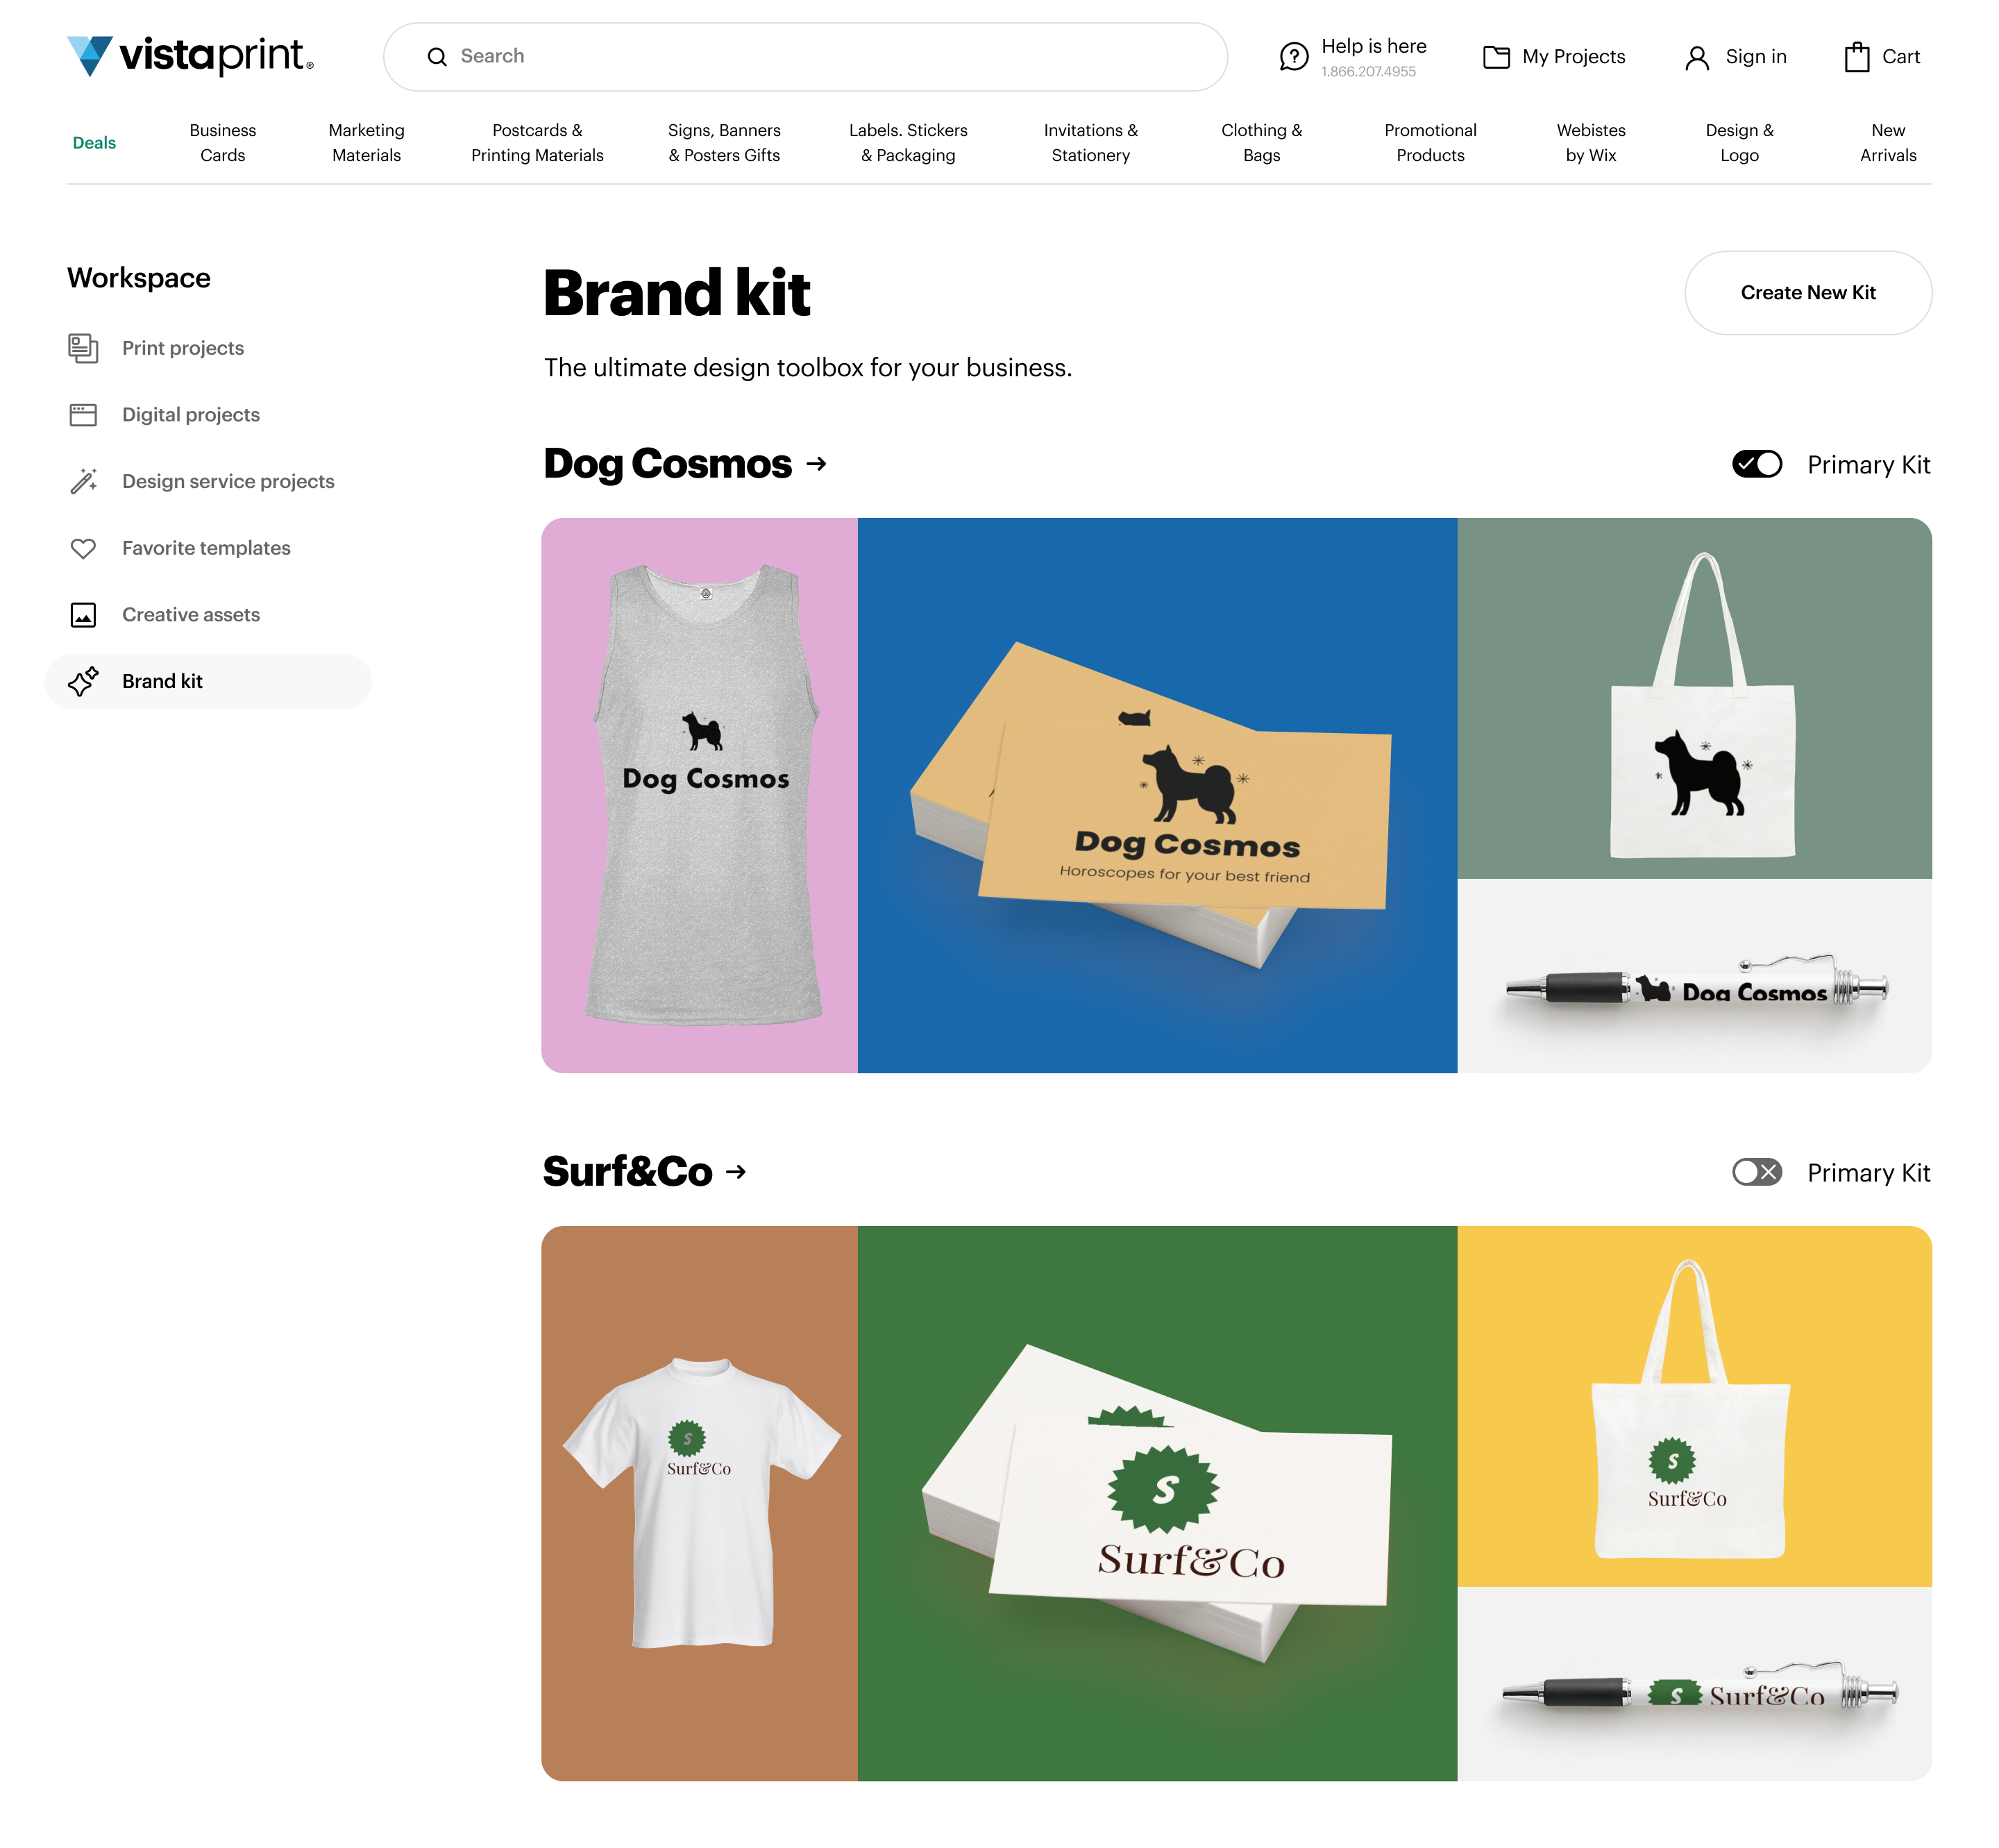 vistaprint®
Search
Help is here
1.866.207.4955
My Projects
Sign in
Cart
Deals
Business
Cards
Marketing
Materials
Postcards &
Printing Materials
Signs, Banners
& Posters Gifts
Labels. Stickers
& Packaging
Invitations &
Stationery
Clothing &
Bags
Promotional
Products
Webistes
by Wix
Design &
Logo
New
Arrivals
Workspace
Print projects
Digital projects
Design service projects
Favorite templates
Creative assets
Brand kit
Brand kit
Create New Kit
The ultimate design toolbox for your business.
Dog Cosmos →
Primary Kit
Dog Cosmos
Dog Cosmos
Horoscopes for your best friend
Dog Cosmos
Surf&Co →
Primary Kit
S
Surf&Co
S
Surf&Co
S
Surf&Co
S Surf&Co